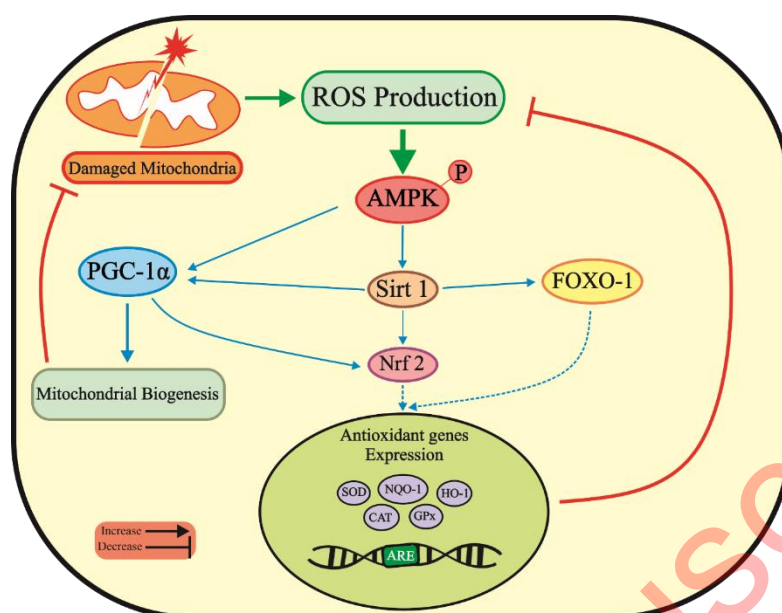 ROS Production
Damaged Mitochondria
P
AMPK
PGC-1α
Sirt 1
FOXO-1
Nrf 2
Mitochondrial Biogenesis
Antioxidant genes
Expression
SOD
NQO-1
HO-1
CAT
GPx
ARE
Increase
Decrease